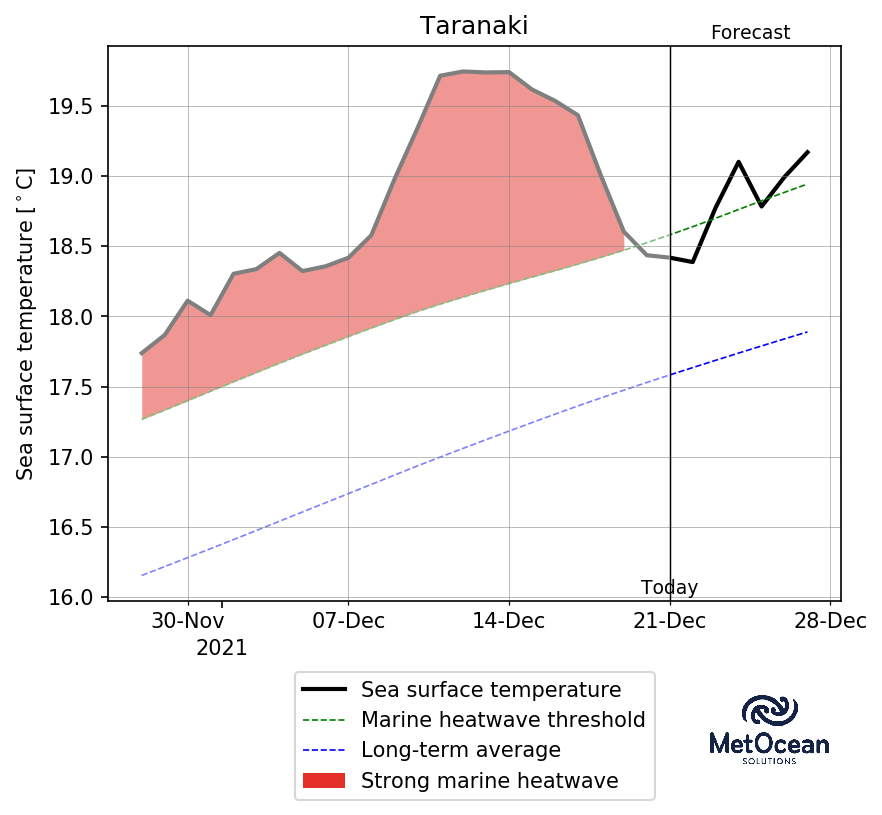 Taranaki
Forecast
Sea surface temperature [°C]
19.5
19.0
18.5
18.0
17.5
17.0
16.5
16.0
Today
30-Nov
07-Dec
14-Dec
21-Dec
28-Dec
2021
Sea surface temperature
Marine heatwave threshold
Long-term average
Strong marine heatwave
MetOcean
SOLUTIONS